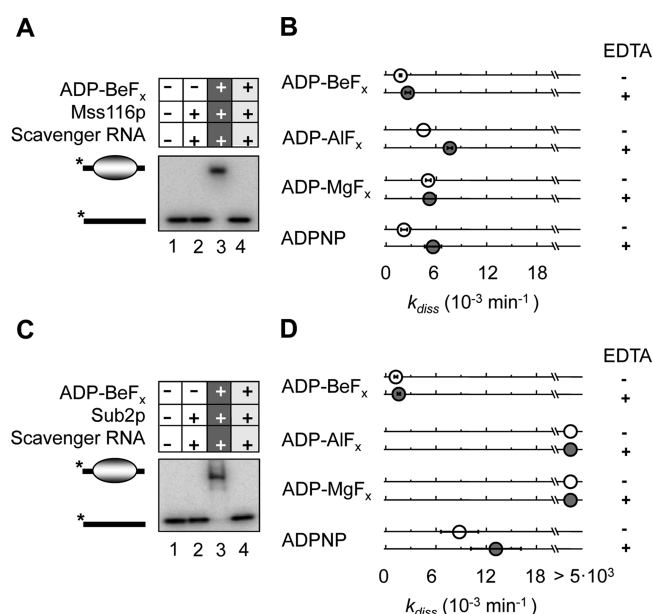 A
ADP-BeFx - - + +
Mss116p - + + +
Scavenger RNA - + + +
*
*
1 2 3 4
B
EDTA
ADP-BeFx -
+
ADP-AlFx -
+
ADP-MgFx -
+
ADPNP -
+
0 6 12 18
kdiss (10-3 min-1)
C
ADP-BeFx - - + +
Sub2p - + + +
Scavenger RNA - + + +
*
*
1 2 3 4
D
EDTA
ADP-BeFx -
+
ADP-AlFx -
+
ADP-MgFx -
+
ADPNP -
+
0 6 12 18 > 5·10³
kdiss (10-3 min-1)